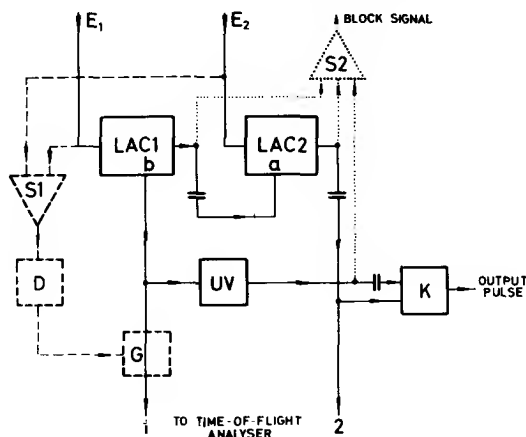 E1
E2
BLOCK SIGNAL
S2
LAC1
b
LAC2
a
S1
D
UV
K
OUTPUT
PULSE
G
1
TO TIME-OF-FLIGHT
ANALYSER
2